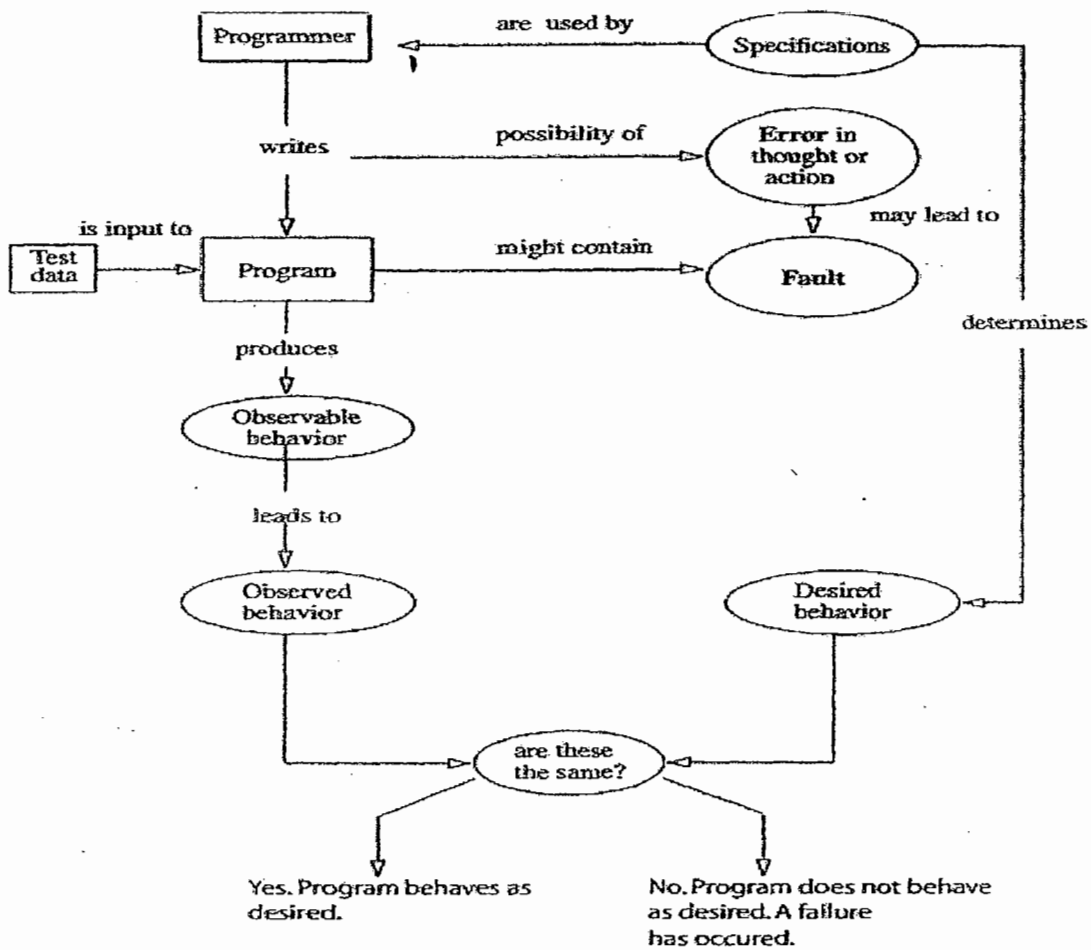 are used by
Programmer
Specifications
possibility of
Error in
thought or
action
writes
may lead to
is input to
Test
data
Program
might contain
Fault
determines
produces
Observable
behavior
leads to
Observed
behavior
Desired
behavior
are these
the same?
Yes. Program behaves as
desired.
No. Program does not behave
as desired. A failure
has occured.